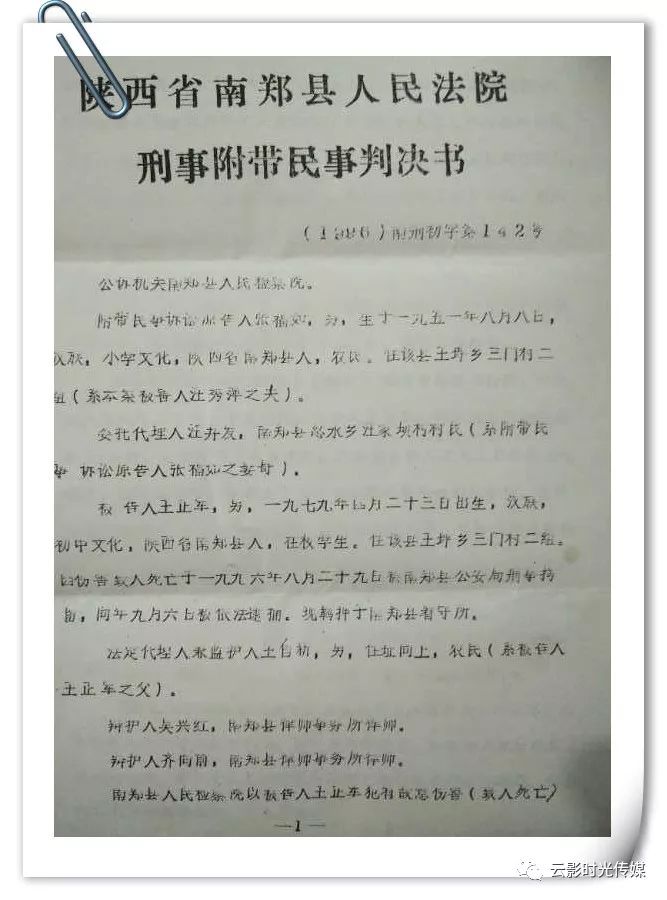 陕西省南郑县人民法院
刑事附带民事判决书
(1996)南刑初字第142号
公诉机关南郑县人民检察院。
附带民事诉讼原告人张福如，男，生于一九五一年八月八日，
汉族，小学文化，陕西省南郑县人，农民。住该县王坪乡三门村二
组(系本案被害人汪秀萍之夫)。
委托代理人汪 发，南郑县 水乡汪家坝村村民(系附带民
事 诉讼原告人张福如之妻 )。
被 告人王正军，男，一九七九年四月二十三日出生，汉族，
初中文化，陕西省南郑县人，在校学生。住该县王坪乡三门村二组。
因伤害致人死亡于一九九六年八月二十九日被南郑县公安局刑事拘
留，同年九月六日被依法逮捕。现羁押于南郑县看守所。
法定代理人兼监护人王自新，男，住址同上，农民(系被告人
王正军之父)。
辩护人吴兴红，南郑县律师事务所律师。
辩护人齐向前，南郑县律师事务所律师。
南郑县人民检察院以被告人王正军犯有故意伤害(致人死亡)
—1—
云影时光传媒